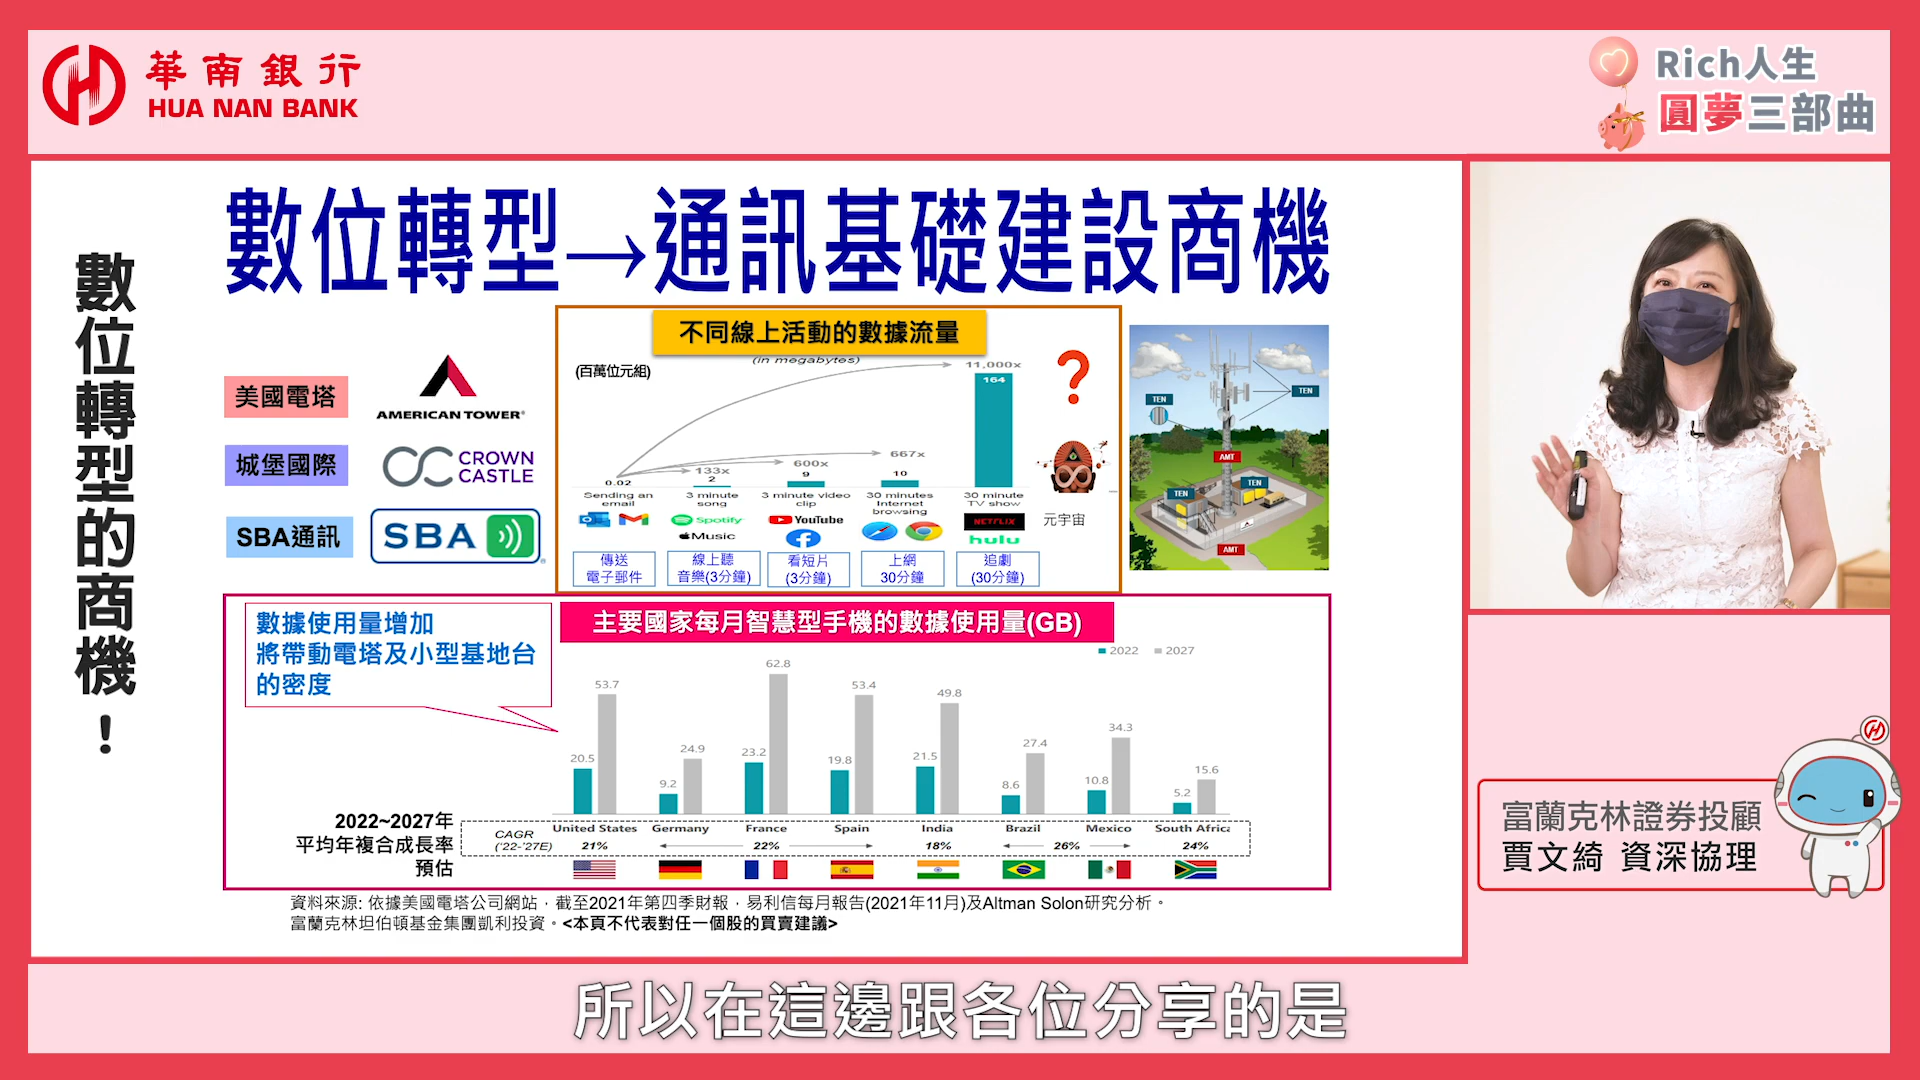 華南銀行
HUA NAN BANK
Rich人生
圓夢三部曲
數位轉型的商機！
數位轉型→通訊基礎建設商機
美國電塔
AMERICAN TOWER®
城堡國際
CROWN
CASTLE
SBA通訊
SBA
不同線上活動的數據流量
(in megabytes)
(百萬位元組)
11,000x
164
667x
600x
133x
0.02
2
9
10
Sending an
email
3 minute
song
3 minute video
clip
30 minutes
Internet
browsing
30 minute
TV show
Spotify
Music
YouTube
NETFLIX
hulu
元宇宙
傳送
電子郵件
線上聽
音樂(3分鐘)
看短片
(3分鐘)
上網
30分鐘
追劇
(30分鐘)
?
TEN
TEN
AMT
TEN
TEN
AMT
數據使用量增加
將帶動電塔及小型基地台
的密度
主要國家每月智慧型手機的數據使用量(GB)
2022 2027
20.5 53.7
9.2 24.9
23.2 62.8
19.8 53.4
21.5 49.8
8.6 27.4
10.8 34.3
5.2 15.6
2022~2027年
平均年複合成長率
預估
CAGR
('22-'27E)
United States Germany France Spain India Brazil Mexico South Africa
21% 22% 18% 26% 24%
資料來源: 依據美國電塔公司網站，截至2021年第四季財報，易利信每月報告(2021年11月)及Altman Solon研究分析。
富蘭克林坦伯頓基金集團凱利投資。<本頁不代表對任一個股的買賣建議>
富蘭克林證券投顧
賈文綺 資深協理
所以在這邊跟各位分享的是